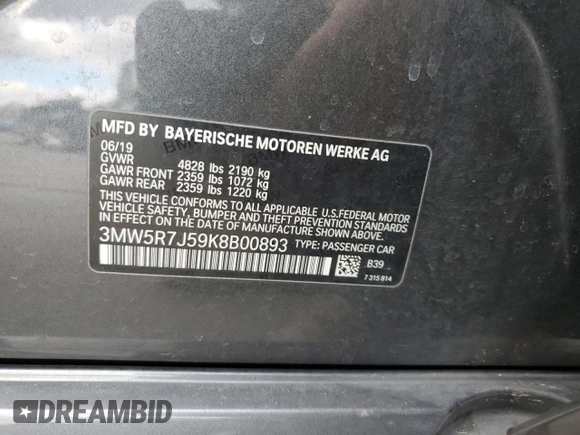 MFD BY BAYERISCHE MOTOREN WERKE AG
06/19
GVWR 4828 lbs 2190 kg
GAWR FRONT 2359 lbs 1072 kg
GAWR REAR 2359 lbs 1220 kg
THIS VEHICLE CONFORMS TO ALL APPLICABLE U.S.FEDERAL MOTOR
VEHICLE SAFETY, BUMPER AND THEFT PREVENTION STANDARDS
IN EFFECT ON THE DATE OF MANUFACTURE SHOWN ABOVE.
3MW5R7J59K8B00893 TYPE: PASSENGER CAR
B39
7 315 814
DREAMBID